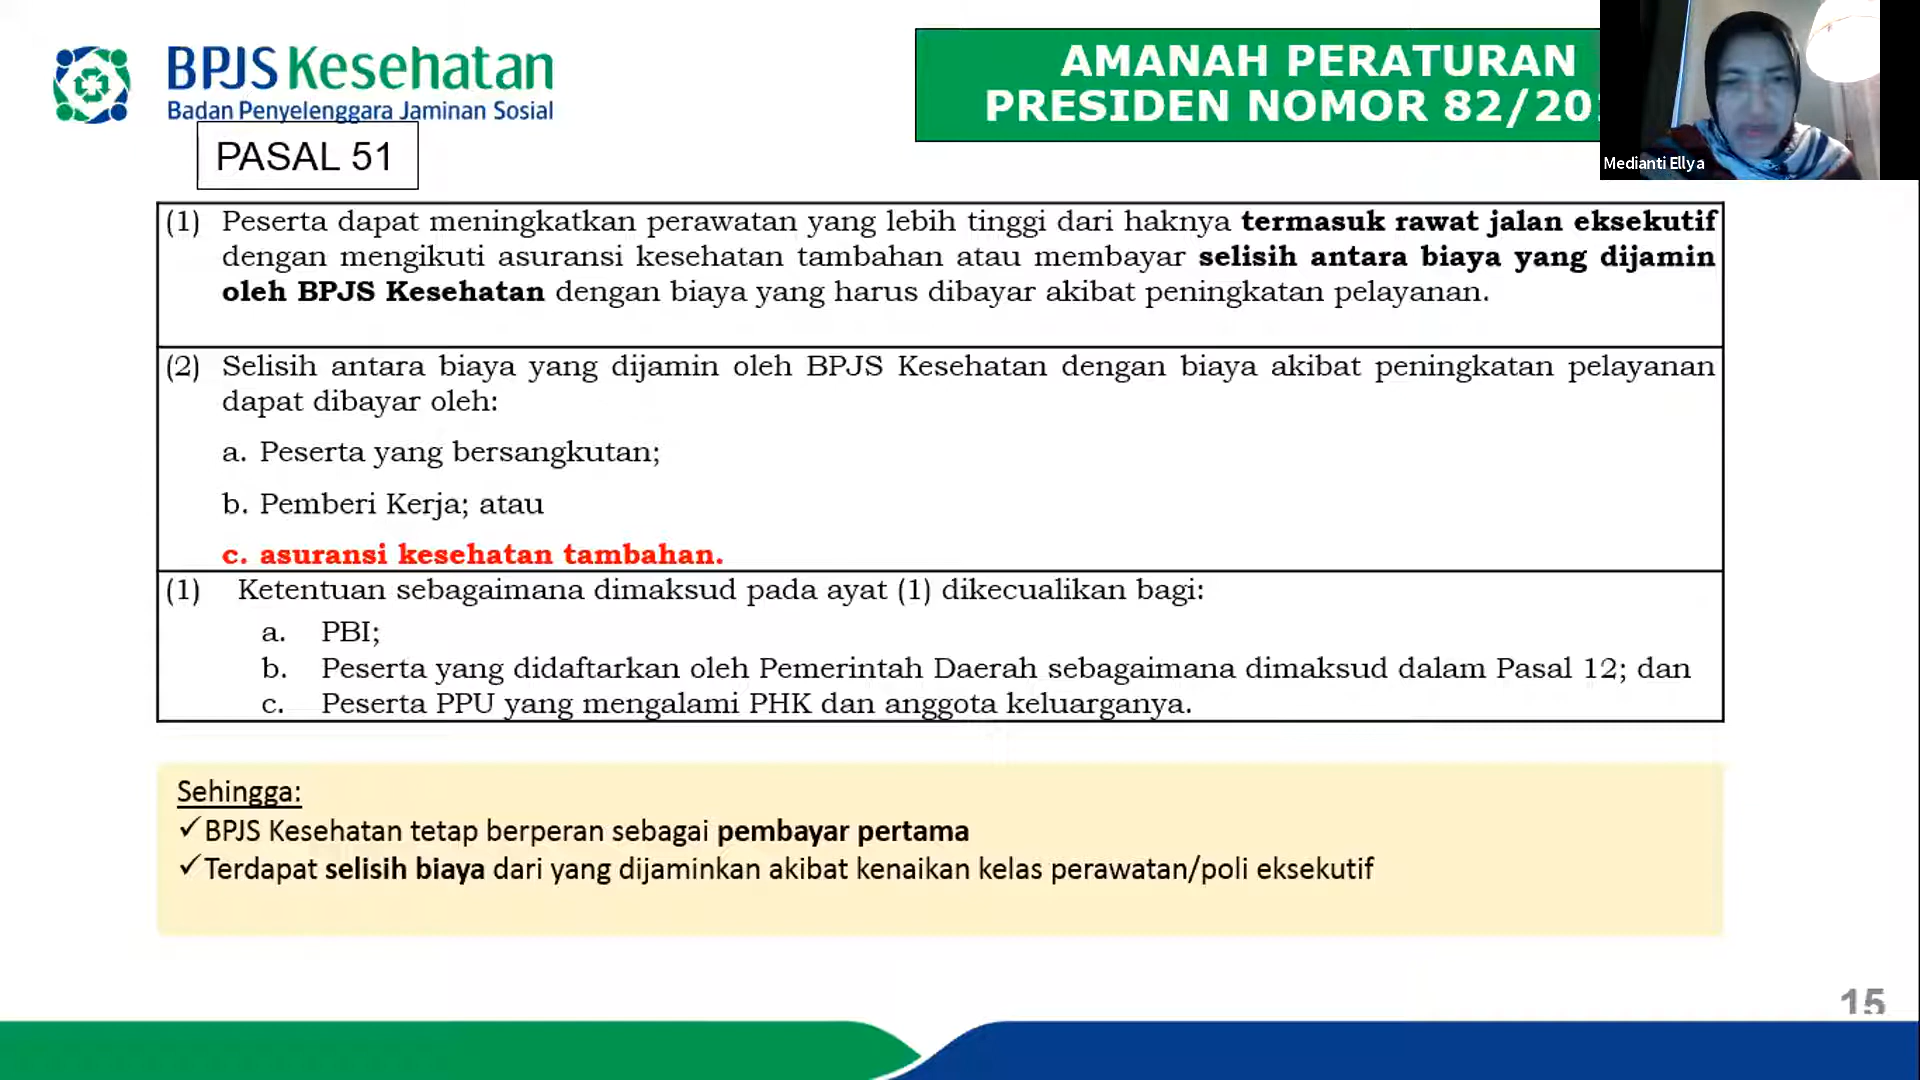 BPJS Kesehatan
Badan Penyelenggara Jaminan Sosial
AMANAH PERATURAN
PRESIDEN NOMOR 82/20
Medianti Ellya
PASAL 51
(1) Peserta dapat meningkatkan perawatan yang lebih tinggi dari haknya termasuk rawat jalan eksekutif
dengan mengikuti asuransi kesehatan tambahan atau membayar selisih antara biaya yang dijamin
oleh BPJS Kesehatan dengan biaya yang harus dibayar akibat peningkatan pelayanan.
(2) Selisih antara biaya yang dijamin oleh BPJS Kesehatan dengan biaya akibat peningkatan pelayanan
dapat dibayar oleh:
a. Peserta yang bersangkutan;
b. Pemberi Kerja; atau
c. asuransi kesehatan tambahan.
(1) Ketentuan sebagaimana dimaksud pada ayat (1) dikecualikan bagi:
a. PBI;
b. Peserta yang didaftarkan oleh Pemerintah Daerah sebagaimana dimaksud dalam Pasal 12; dan
c. Peserta PPU yang mengalami PHK dan anggota keluarganya.
Sehingga:
✓BPJS Kesehatan tetap berperan sebagai pembayar pertama
✓Terdapat selisih biaya dari yang dijaminkan akibat kenaikan kelas perawatan/poli eksekutif
15